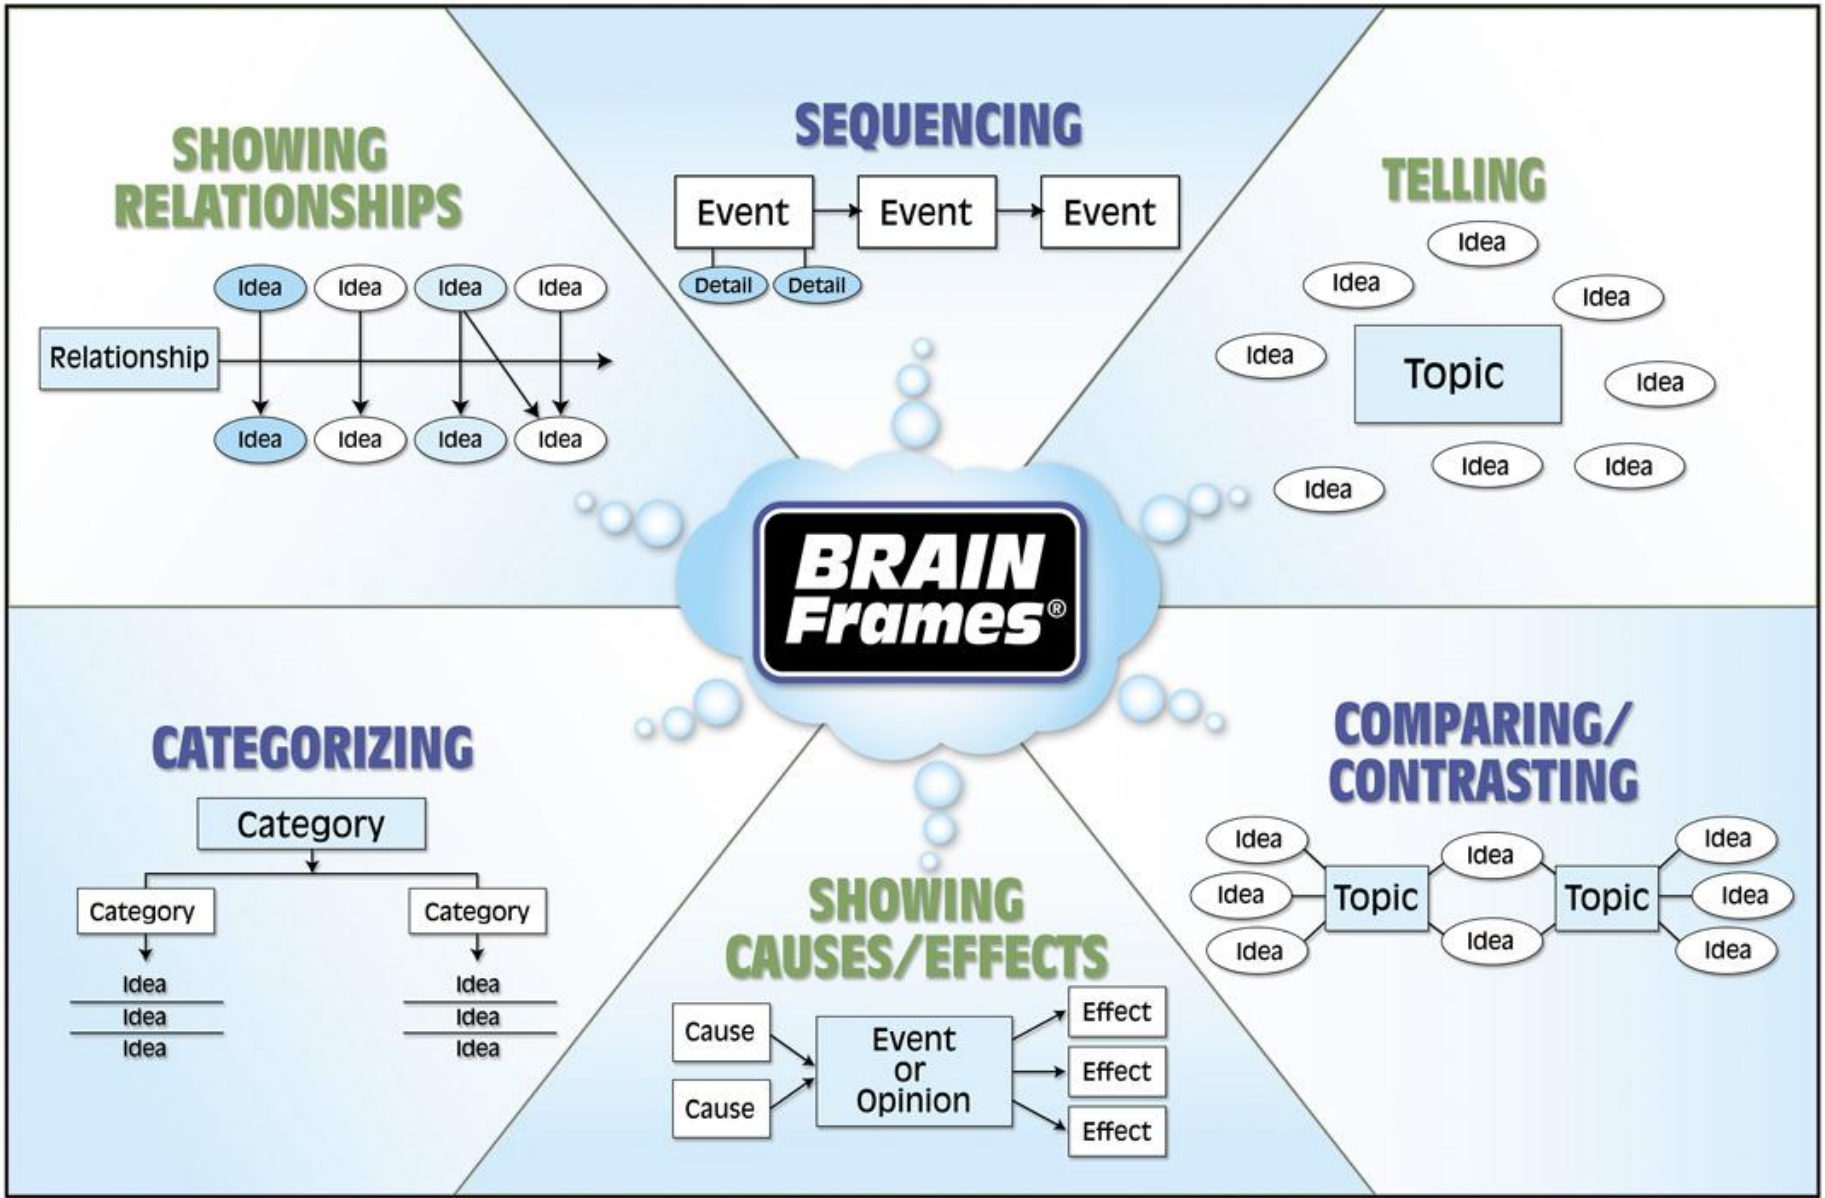 SHOWING
RELATIONSHIPS
Idea Idea Idea Idea
Relationship
Idea Idea Idea Idea
SEQUENCING
Event Event Event
Detail Detail
TELLING
Idea
Idea
Idea
Idea
Topic
Idea
Idea
Idea
Idea
BRAIN
Frames®
CATEGORIZING
Category
Category Category
Idea Idea
Idea Idea
Idea Idea
SHOWING
CAUSES/EFFECTS
Cause
Cause
Event
or
Opinion
Effect
Effect
Effect
COMPARING/
CONTRASTING
Idea Idea Idea
Idea Topic Topic Idea
Idea Idea Idea